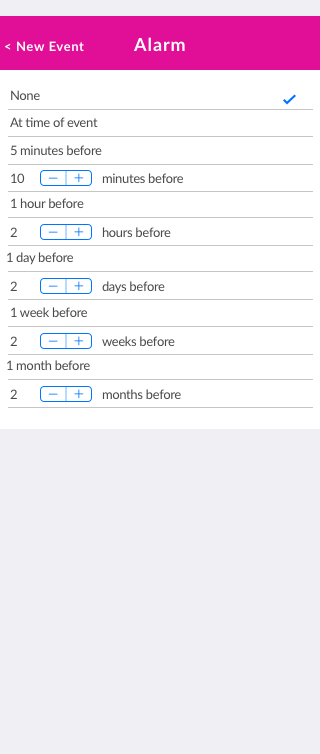 < New Event Alarm
None
At time of event
5 minutes before
10 minutes before
1 hour before
2 hours before
1 day before
2 days before
1 week before
2 weeks before
1 month before
2 months before